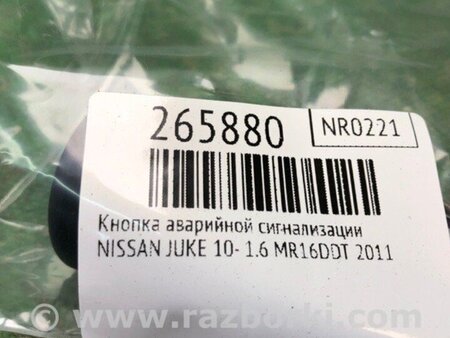 265880
NR0221
Кнопка аварийной сигнализации
NISSAN JUKE 10- 1.6 MR16DDT 2011
© www.razborki.com